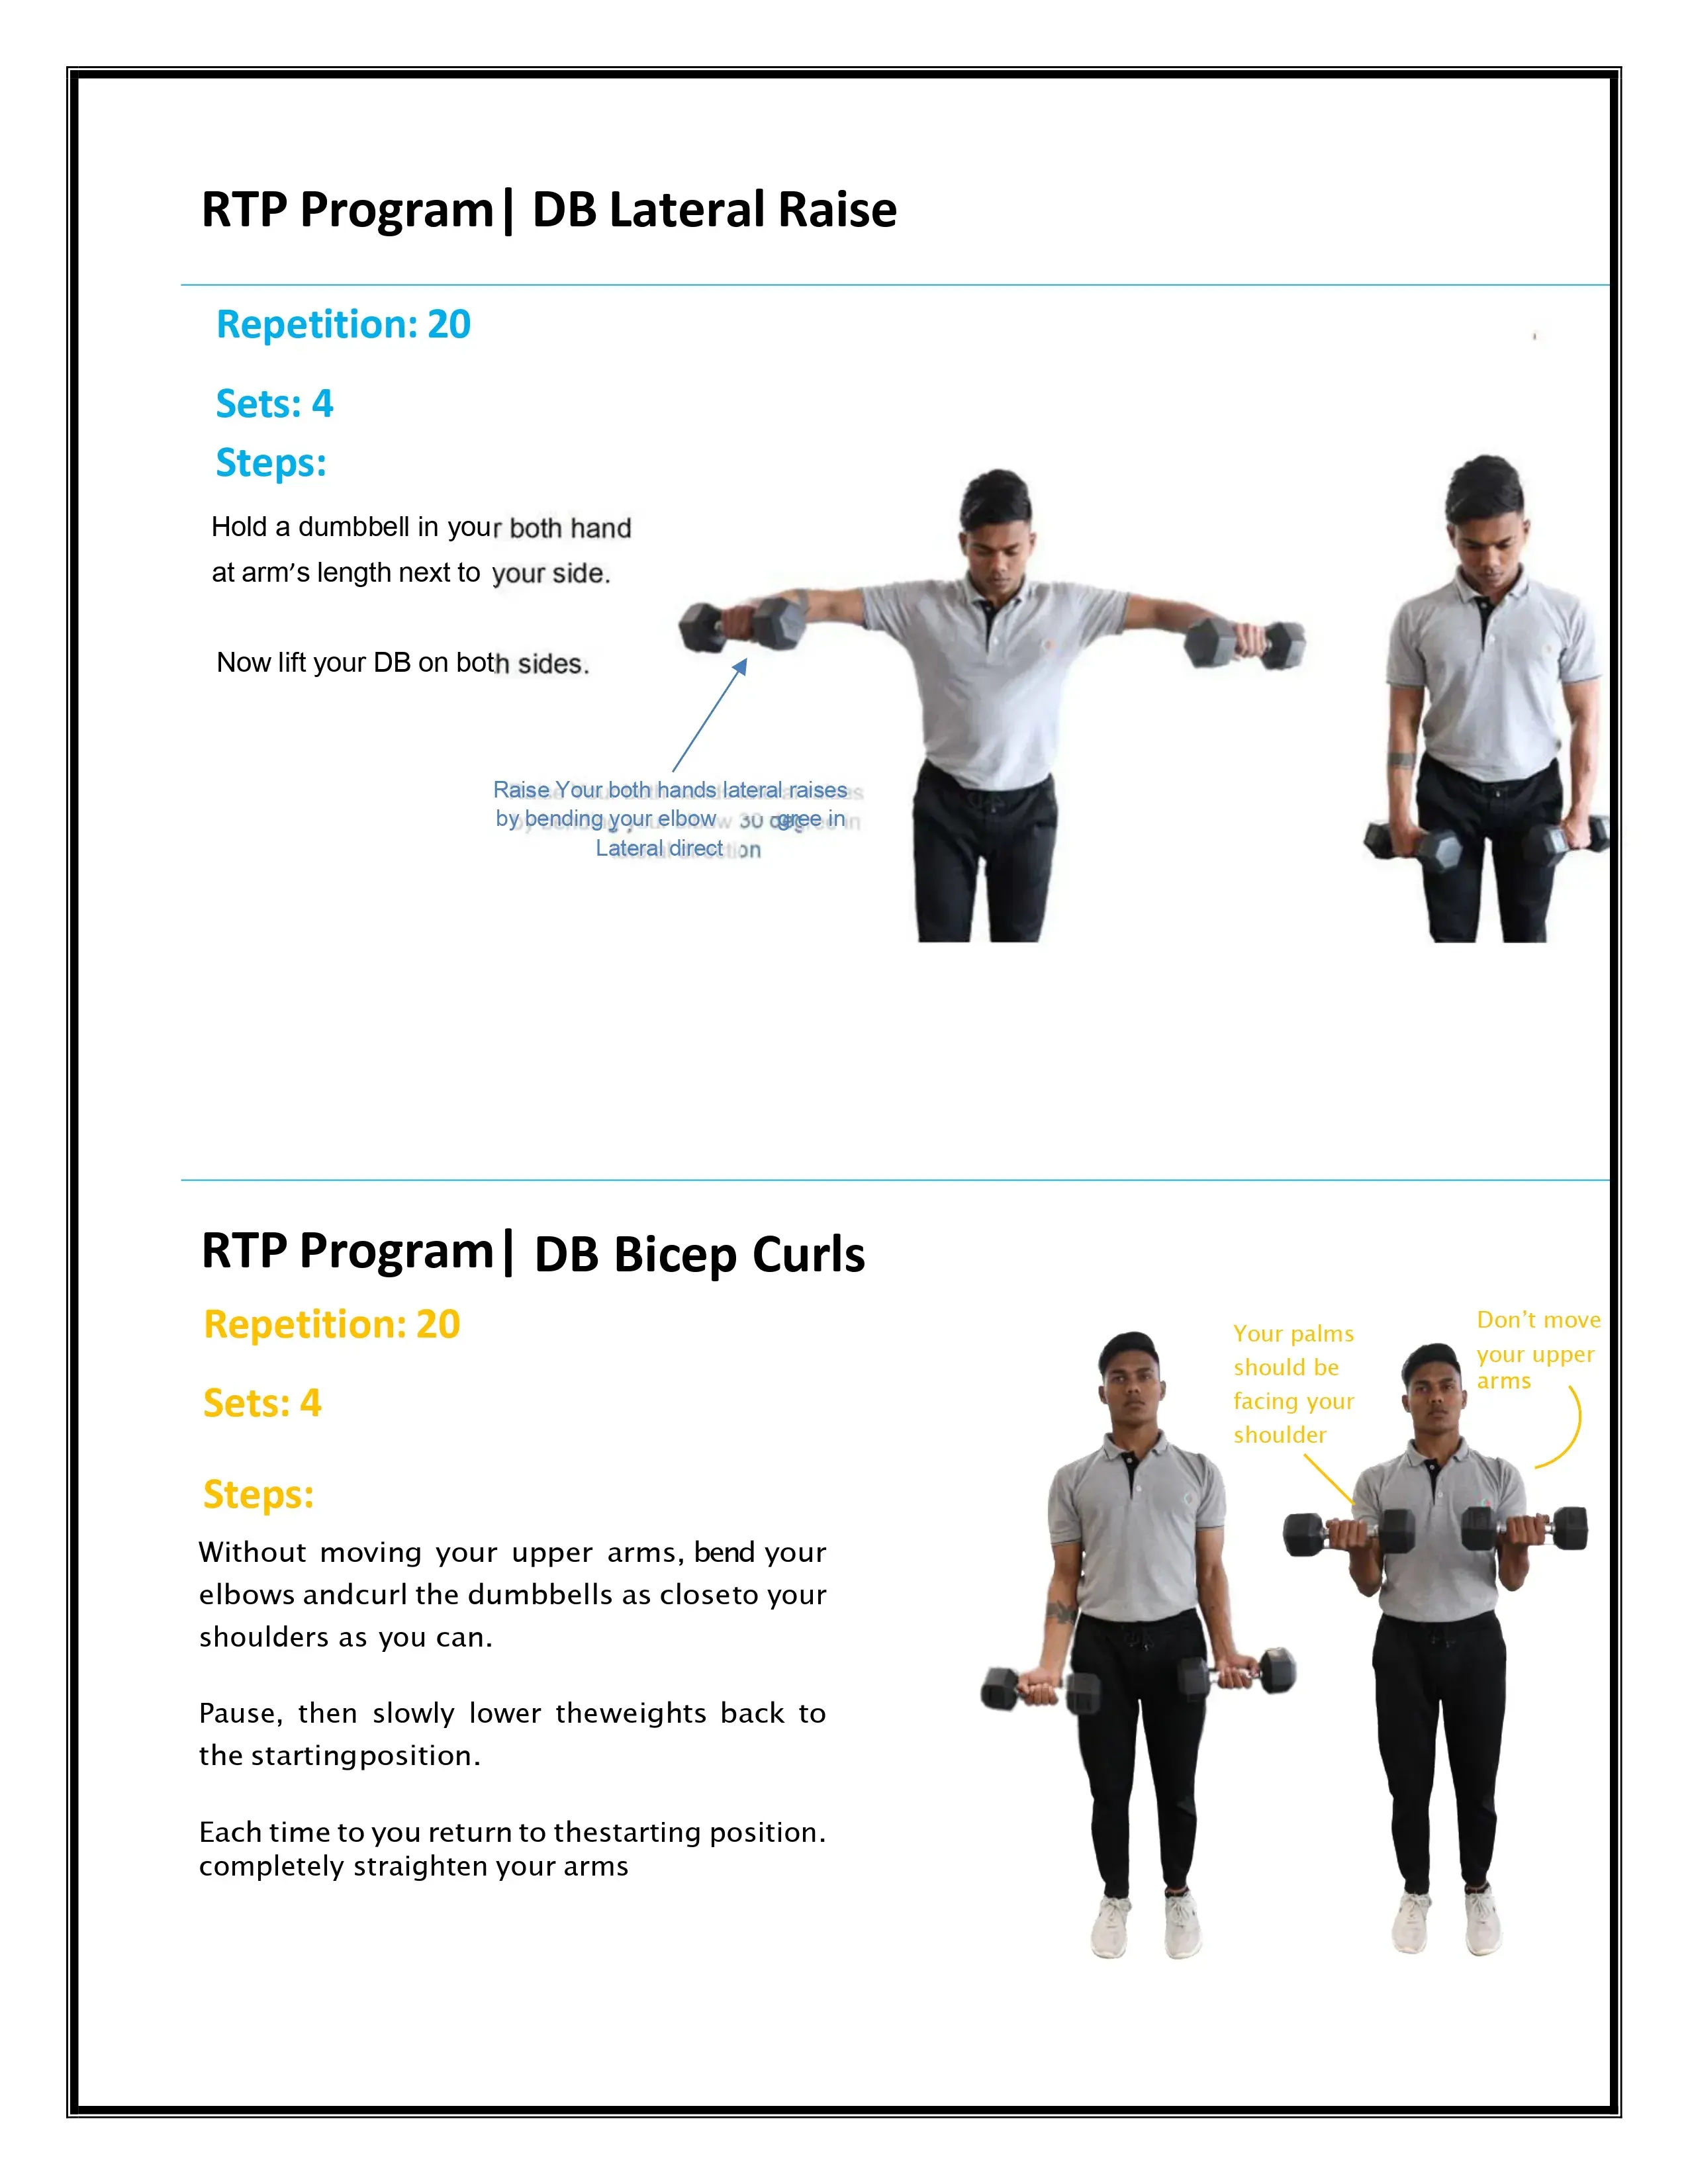 RTP Program| DB Lateral Raise
Repetition: 20
Sets: 4
Steps:
Hold a dumbbell in your both hand
at arm's length next to your side.
Now lift your DB on both sides.
Raise Your both hands lateral raises
by bending your elbow 30 degree in
Lateral direction
RTP Program| DB Bicep Curls
Repetition: 20
Sets: 4
Steps:
Without moving your upper arms, bend your
elbows andcurl the dumbbells as closeto your
shoulders as you can.
Pause, then slowly lower theweights back to
the startingposition.
Each time to you return to thestarting position.
completely straighten your arms
Your palms
should be
facing your
shoulder
Don't move
your upper
arms